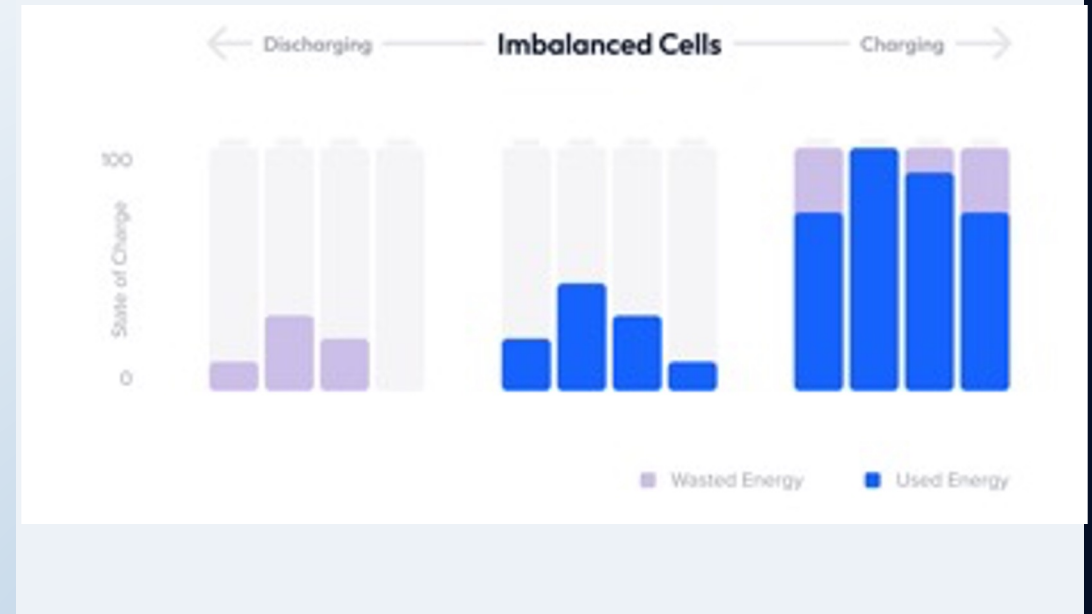 Discharging Imbalanced Cells Charging
100
State of Charge
0
Wasted Energy Used Energy